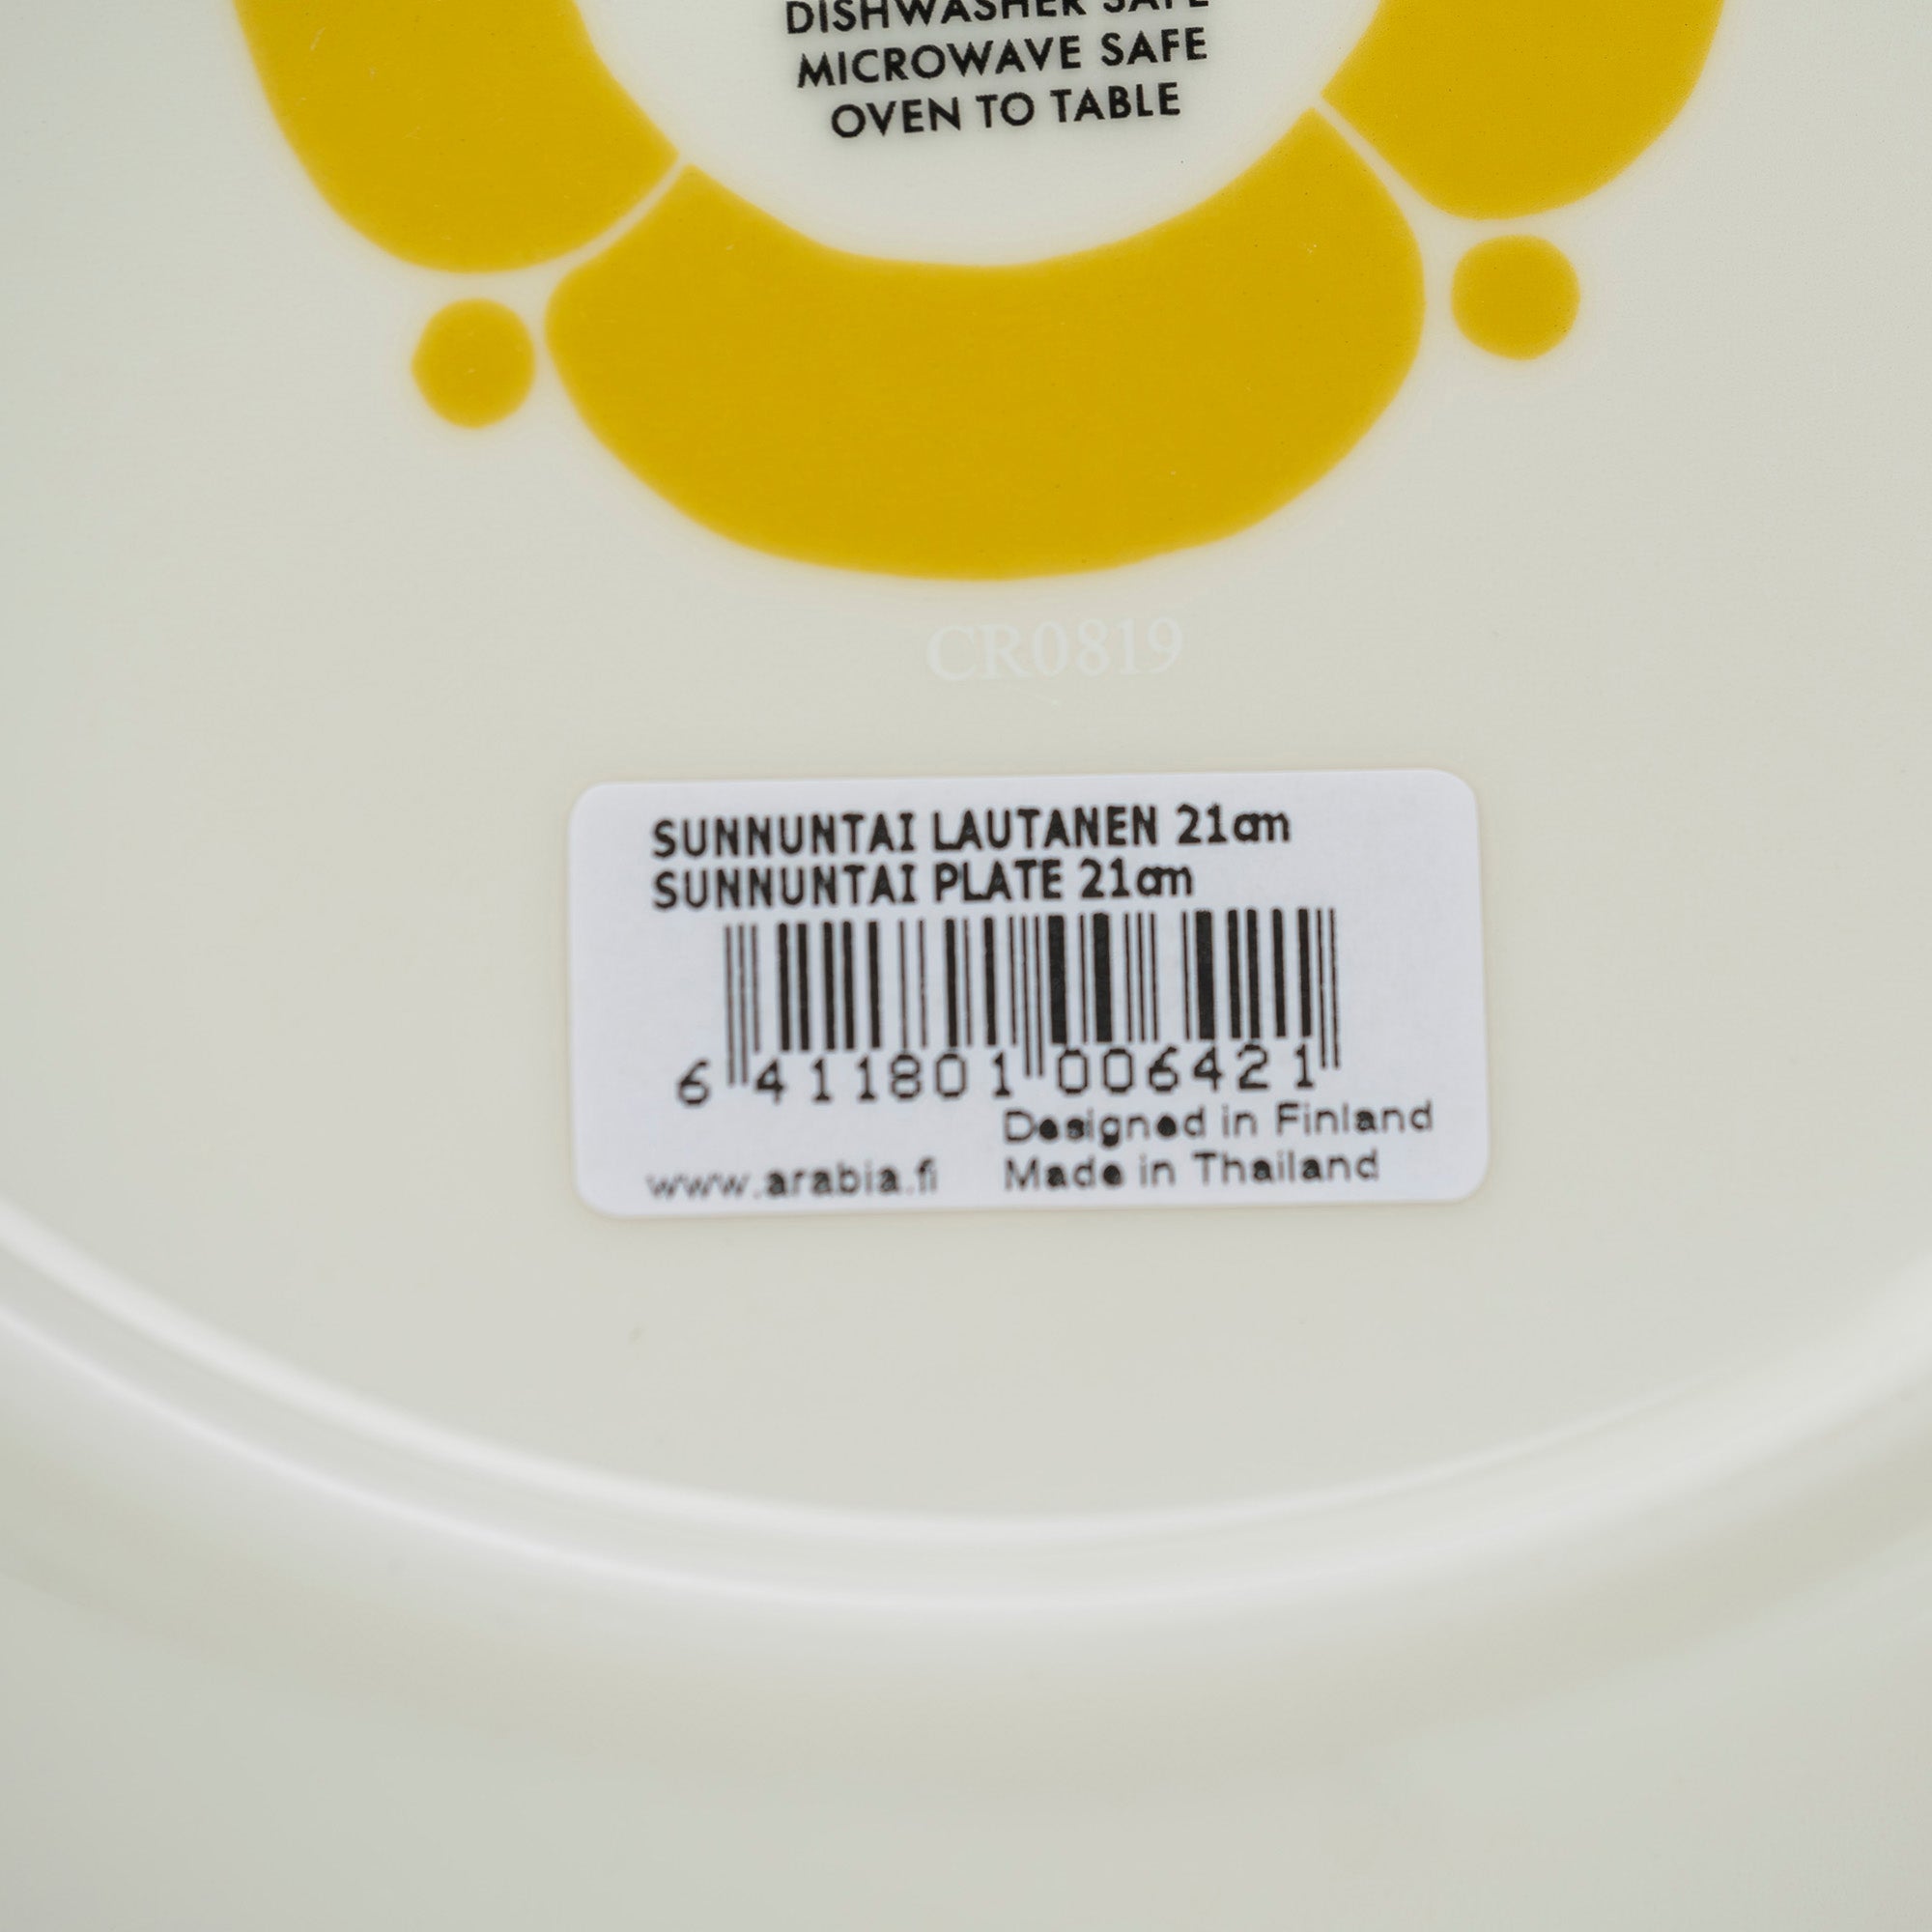 DISHWASHER SAFE
MICROWAVE SAFE
OVEN TO TABLE
CR0819
SUNNUNTAI LAUTANEN 21cm
SUNNUNTAI PLATE 21cm
6 411801 006421
Designed in Finland
www.arabia.fi Made in Thailand